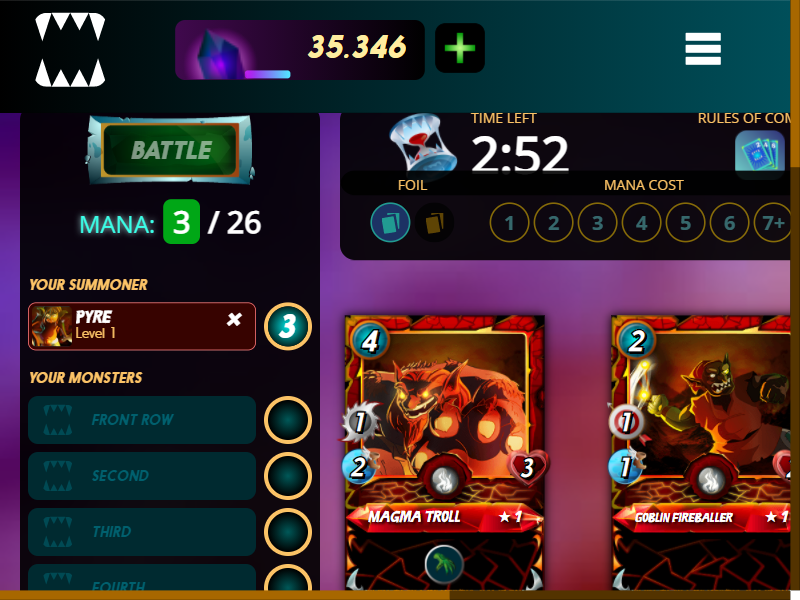 35.346
BATTLE
MANA: 3 / 26
YOUR SUMMONER
PYRE
Level 1
3
YOUR MONSTERS
FRONT ROW
SECOND
THIRD
FOURTH
TIME LEFT
2:52
RULES OF COM
FOIL
MANA COST
1 2 3 4 5 6 7+
4
1
2
3
MAGMA TROLL ★ 1
2
1
1
GOBLIN FIREBALLER ★ 1